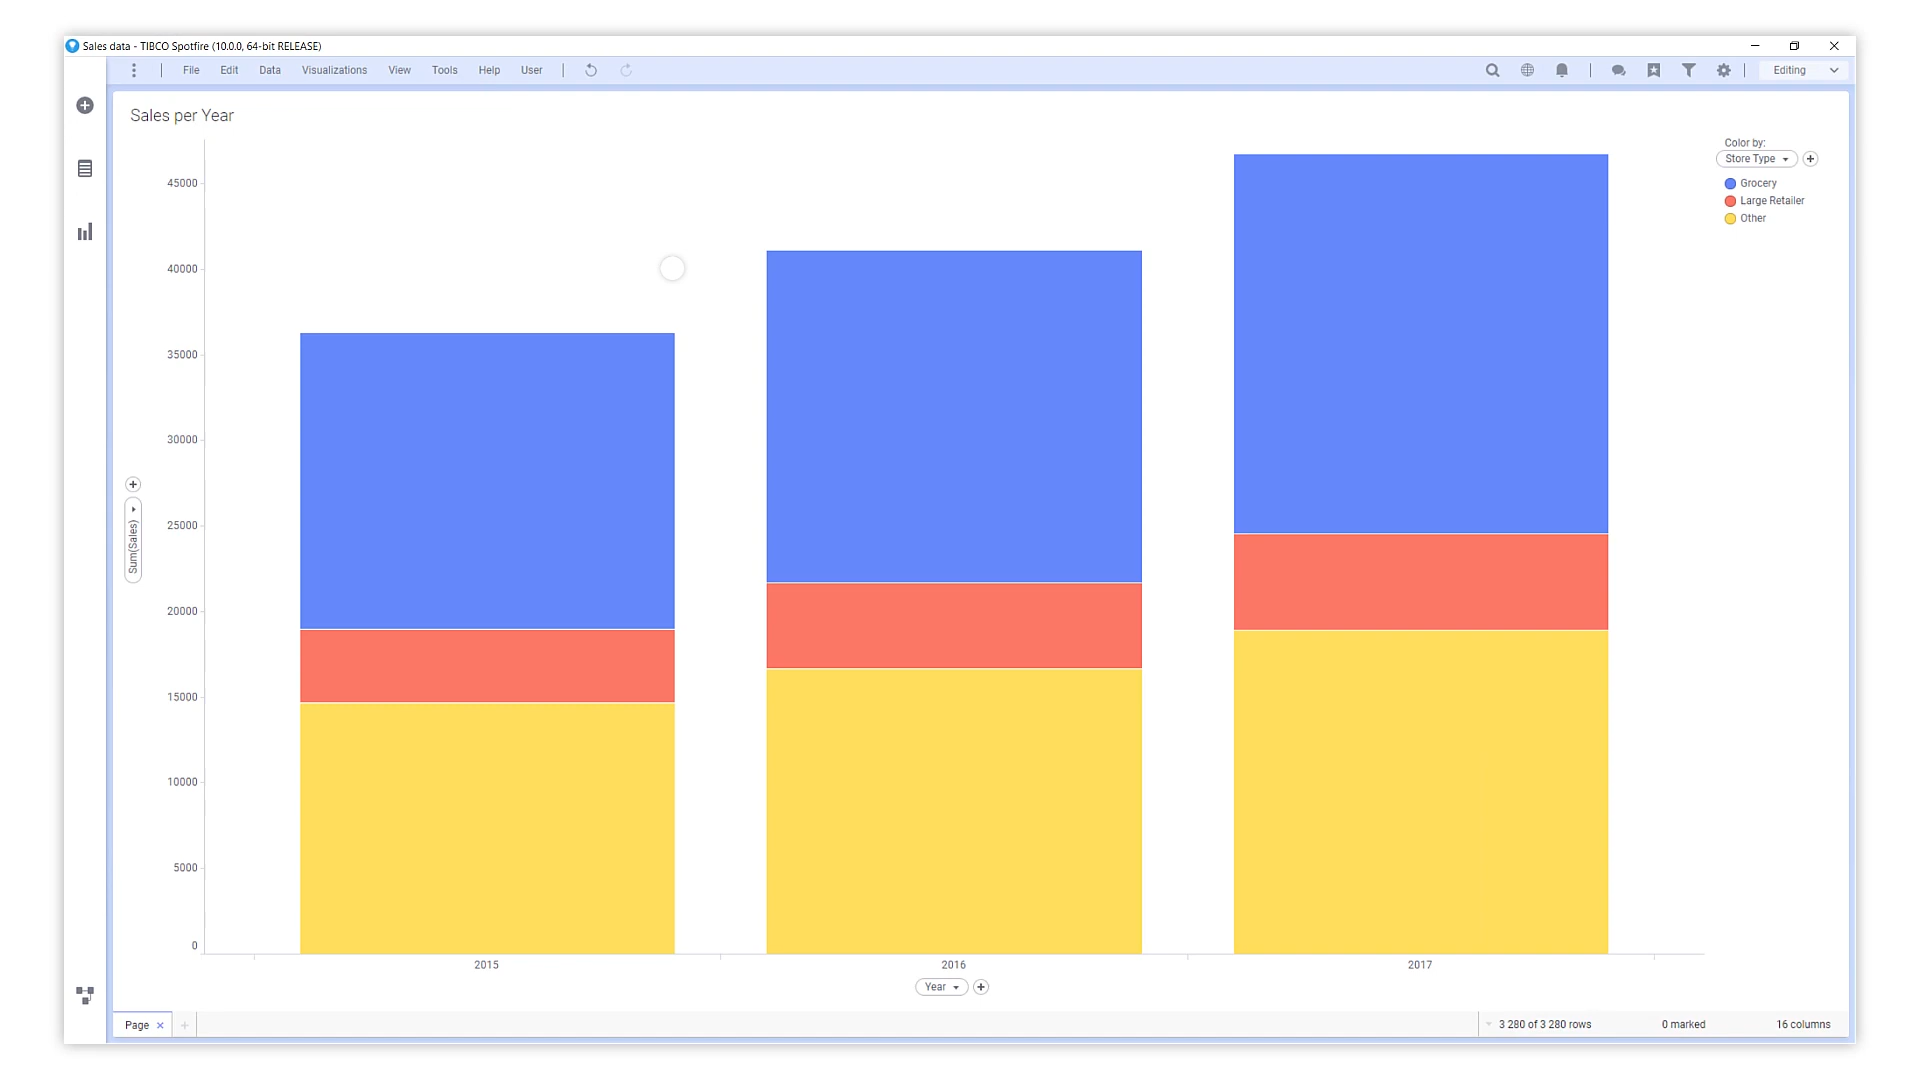 Sales data - TIBCO Spotfire (10.0.0, 64-bit RELEASE)
File Edit Data Visualizations View Tools Help User Editing
Sales per Year
Color by:
Store Type
Grocery
Large Retailer
Other
45000
40000
35000
30000
25000
20000
15000
10000
5000
0
Sum(Sales)
2015 2016 2017
Year
Page 3 280 of 3 280 rows 0 marked 16 columns